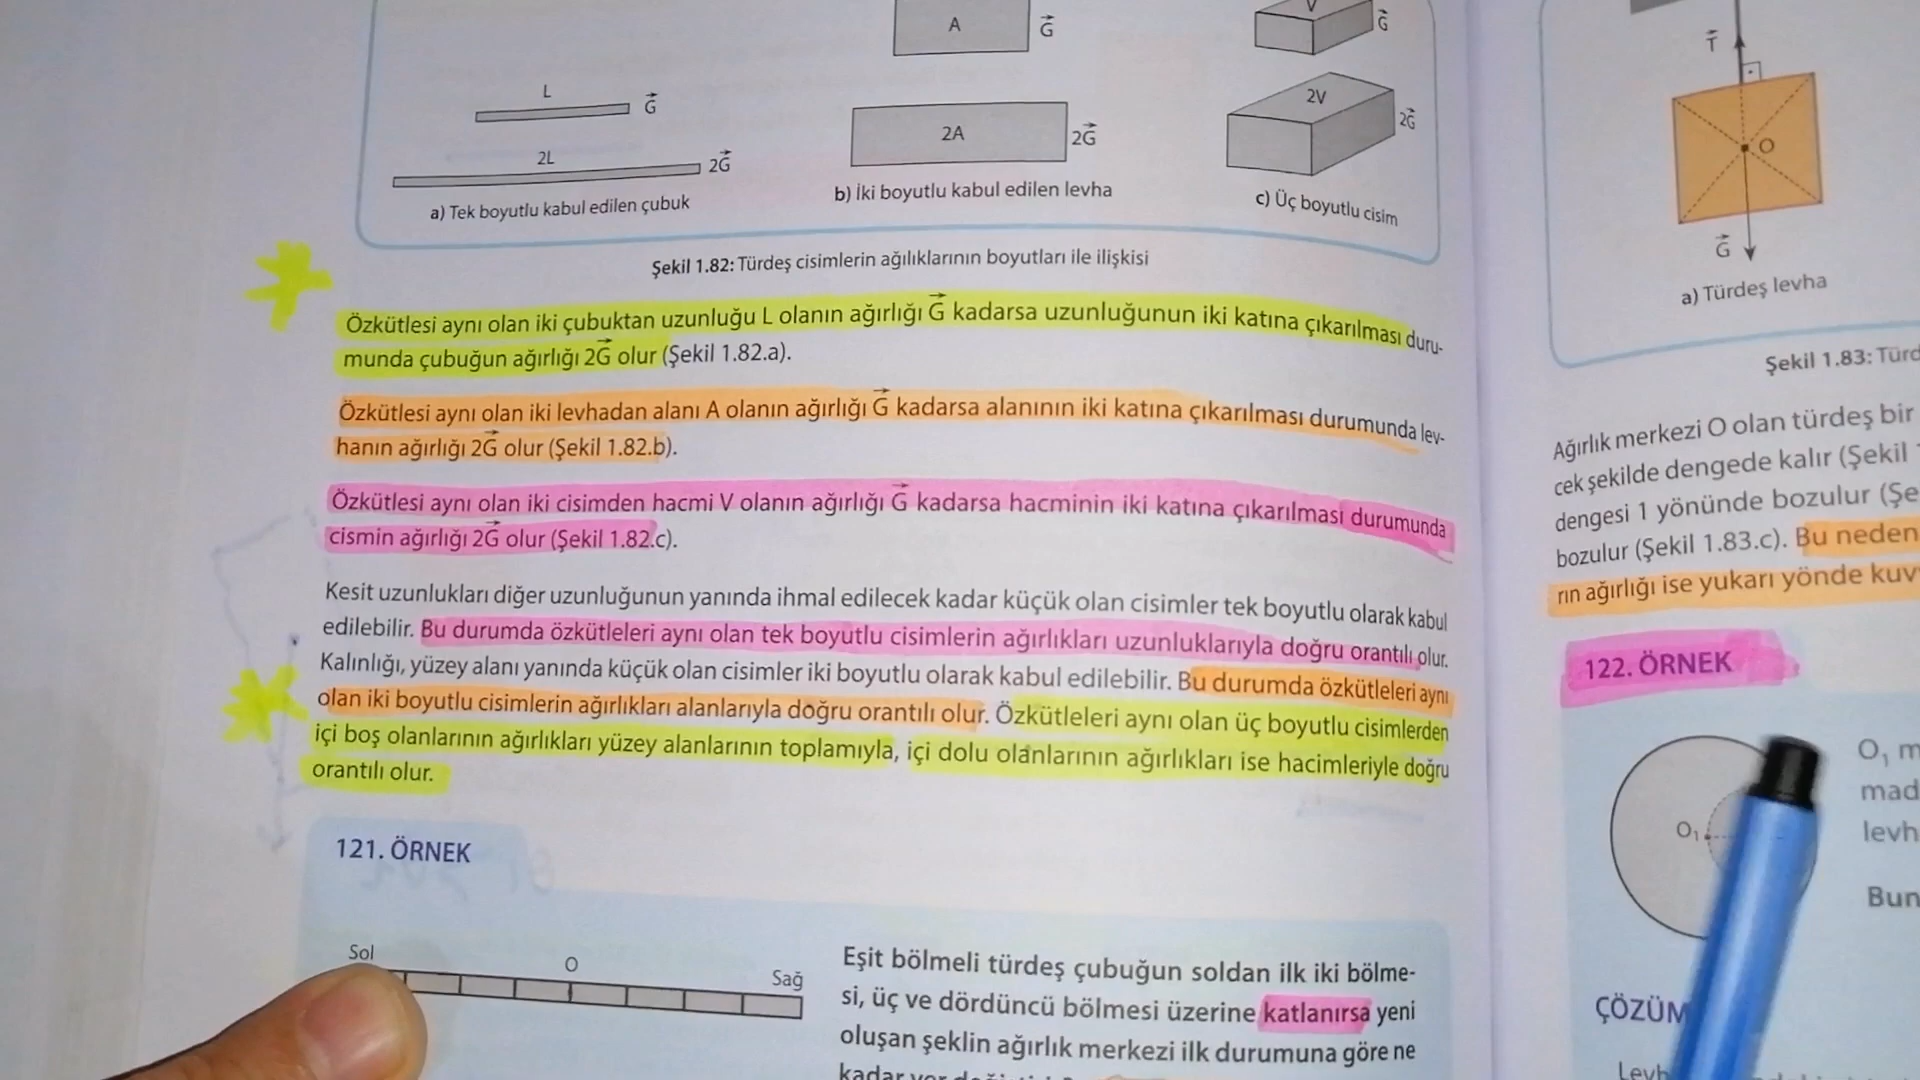 A
G
V
G
L
G
2L
2G
2A
2G
2V
2G
a) Tek boyutlu kabul edilen çubuk
b) İki boyutlu kabul edilen levha
c) Üç boyutlu cisim
Şekil 1.82: Türdeş cisimlerin ağılıklarının boyutları ile ilişkisi
Özkütlesi aynı olan iki çubuktan uzunluğu L olanın ağırlığı G kadarsa uzunluğunun iki katına çıkarılması duru-
munda çubuğun ağırlığı 2G olur (Şekil 1.82.a).
Özkütlesi aynı olan iki levhadan alanı A olanın ağırlığı G kadarsa alanının iki katına çıkarılması durumunda lev-
hanın ağırlığı 2G olur (Şekil 1.82.b).
Özkütlesi aynı olan iki cisimden hacmi V olanın ağırlığı G kadarsa hacminin iki katına çıkarılması durumunda
cismin ağırlığı 2G olur (Şekil 1.82.c).
Kesit uzunlukları diğer uzunluğunun yanında ihmal edilecek kadar küçük olan cisimler tek boyutlu olarak kabul
edilebilir. Bu durumda özkütleleri aynı olan tek boyutlu cisimlerin ağırlıkları uzunluklarıyla doğru orantılı olur.
Kalınlığı, yüzey alanı yanında küçük olan cisimler iki boyutlu olarak kabul edilebilir. Bu durumda özkütleleri aynı
olan iki boyutlu cisimlerin ağırlıkları alanlarıyla doğru orantılı olur. Özkütleleri aynı olan üç boyutlu cisimlerden
içi boş olanlarının ağırlıkları yüzey alanlarının toplamıyla, içi dolu olanlarının ağırlıkları ise hacimleriyle doğru
orantılı olur.
121. ÖRNEK
Sol
O
Sağ
Eşit bölmeli türdeş çubuğun soldan ilk iki bölme-
si, üç ve dördüncü bölmesi üzerine katlanırsa yeni
oluşan şeklin ağırlık merkezi ilk durumuna göre ne
kadar yer
T
O
G
a) Türdeş levha
Şekil 1.83: Türd
Ağırlık merkezi O olan türdeş bir
cek şekilde dengede kalır (Şekil
dengesi 1 yönünde bozulur (Şe
bozulur (Şekil 1.83.c). Bu neden
rın ağırlığı ise yukarı yönde kuv
122. ÖRNEK
O1
O1 m
mad
levh
Bun
ÇÖZÜM
Levh